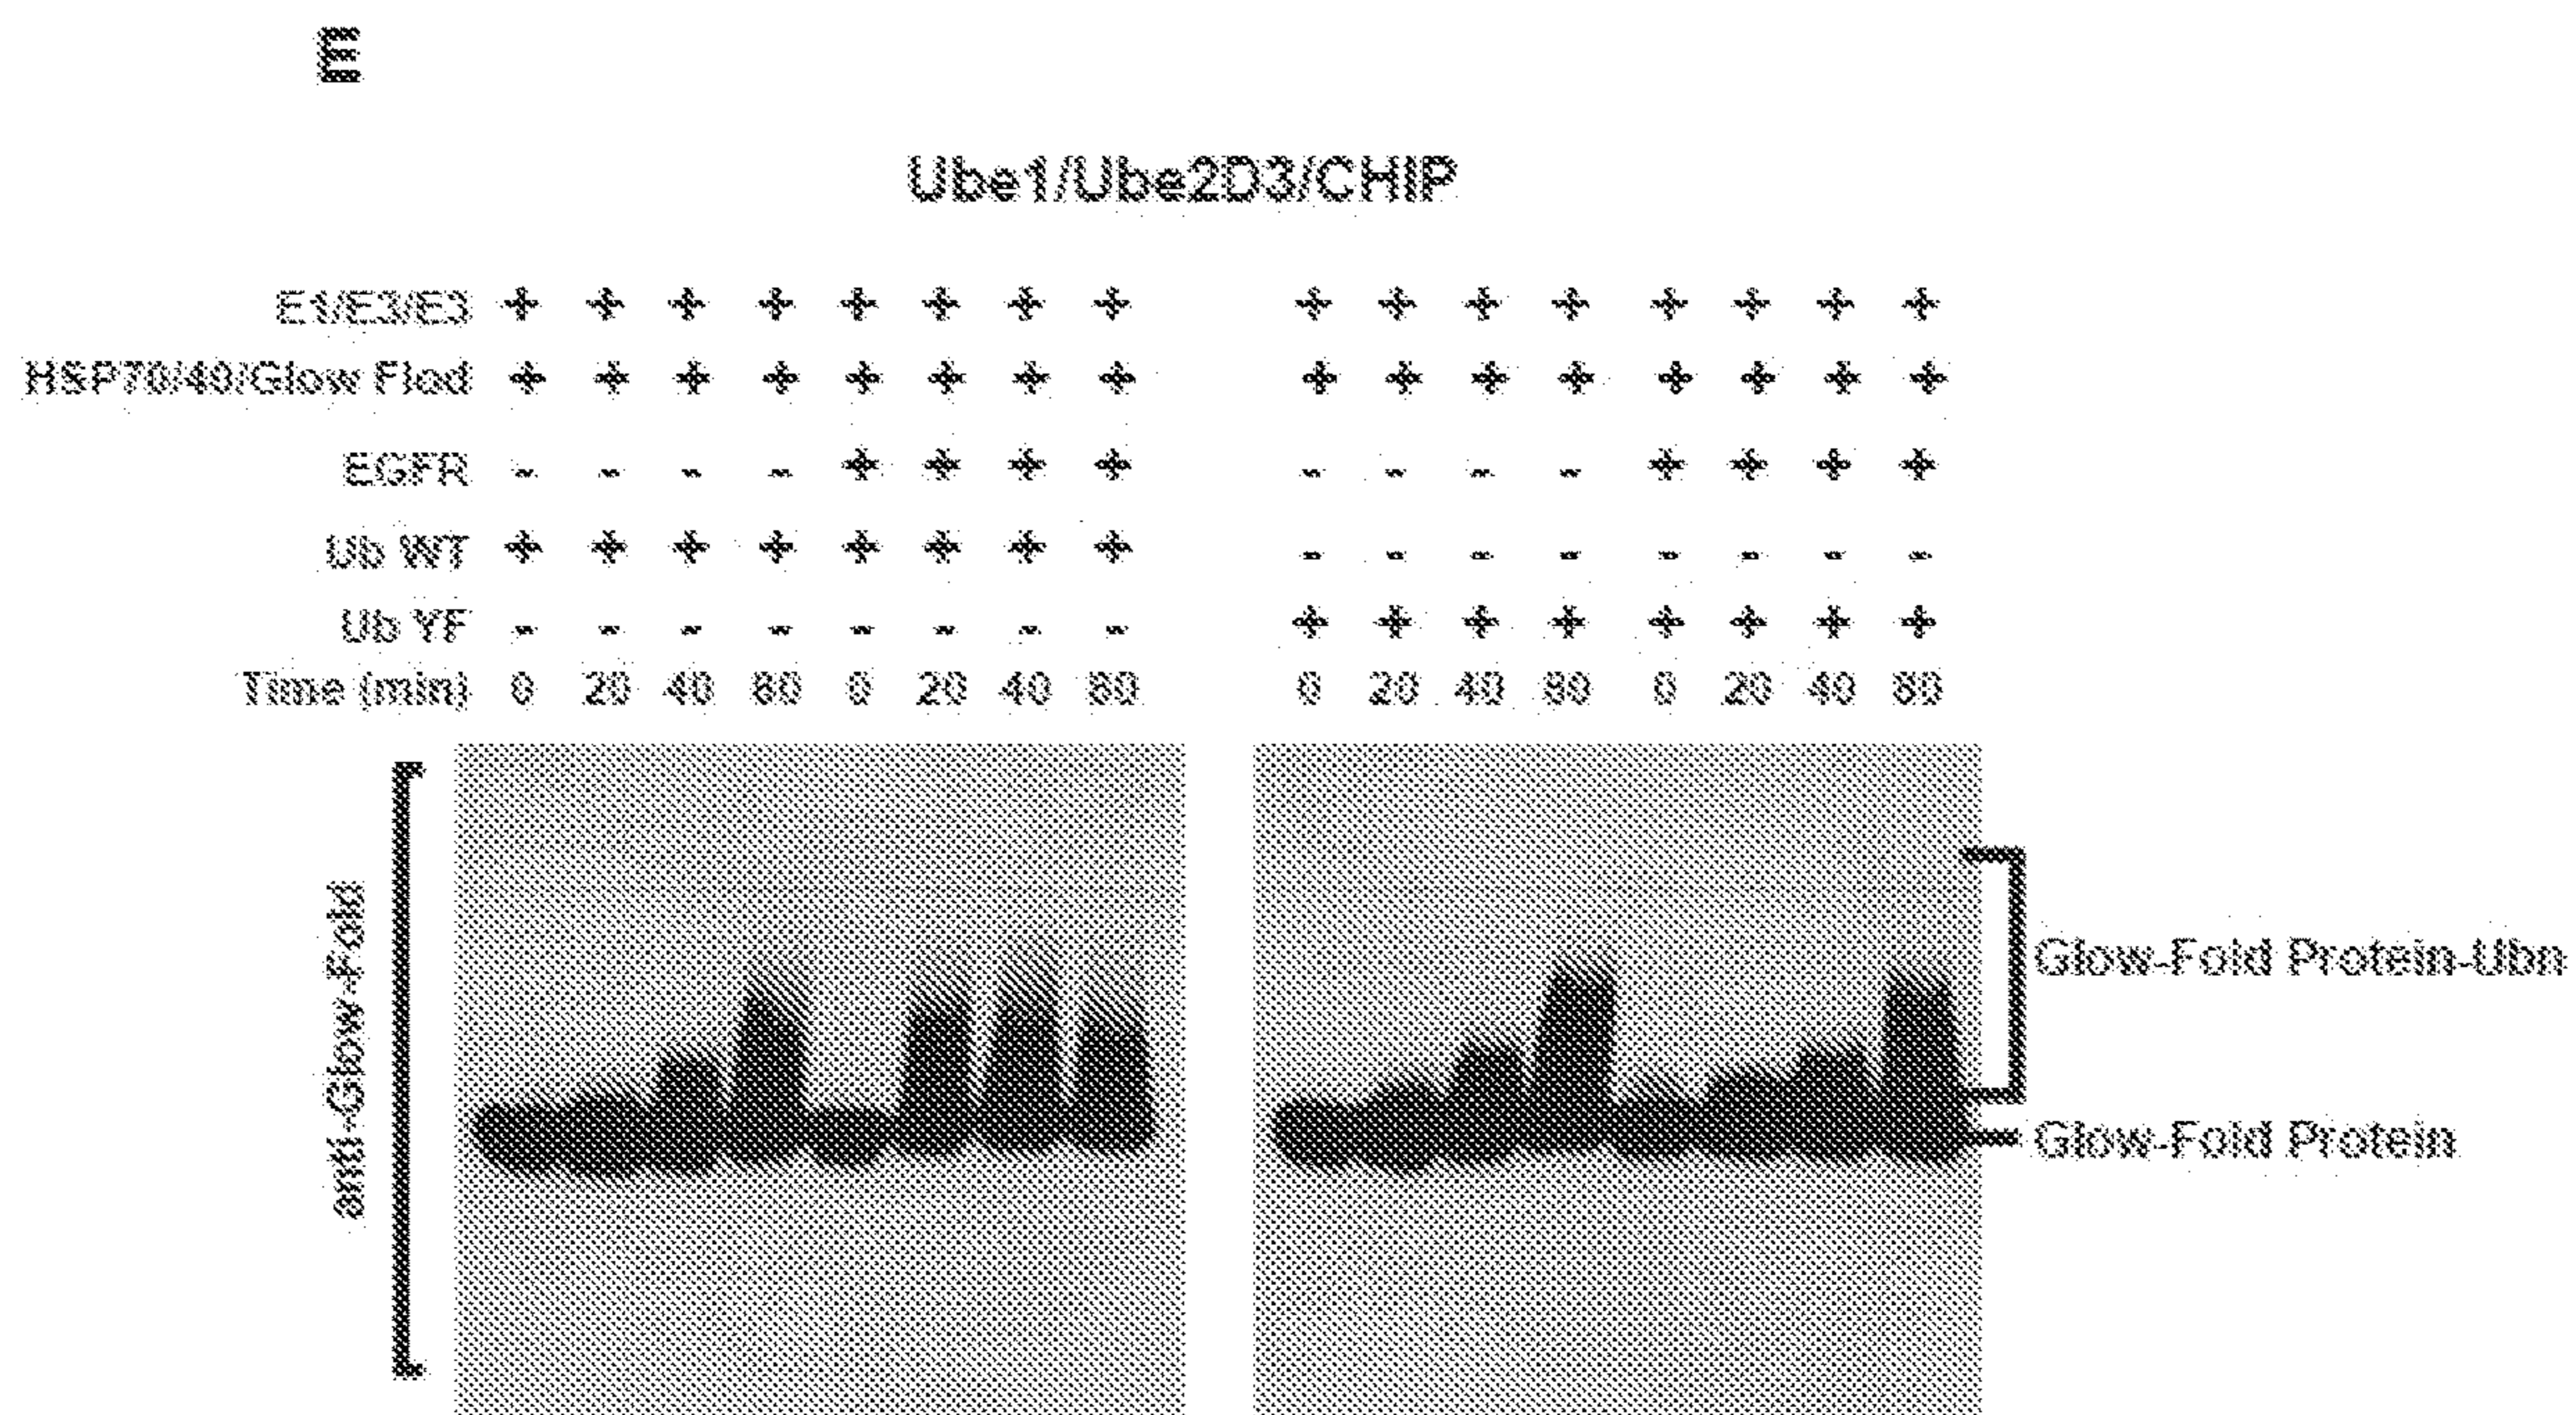 E
Ube1/Ube2D3/CHIP
E1/E3/E3 + + + + + + + + + + + + + + + +
HSP70/40/Glow Flod + + + + + + + + + + + + + + + +
EGFR - - - - + + + + - - - - + + + +
Ub WT + + + + + + + + - - - - - - - -
Ub YF - - - - - - - - + + + + + + + +
Time (min) 0 20 40 80 0 20 40 80 0 20 40 80 0 20 40 80
anti-Glow-Fold
Glow-Fold Protein-Ubn
Glow-Fold Protein